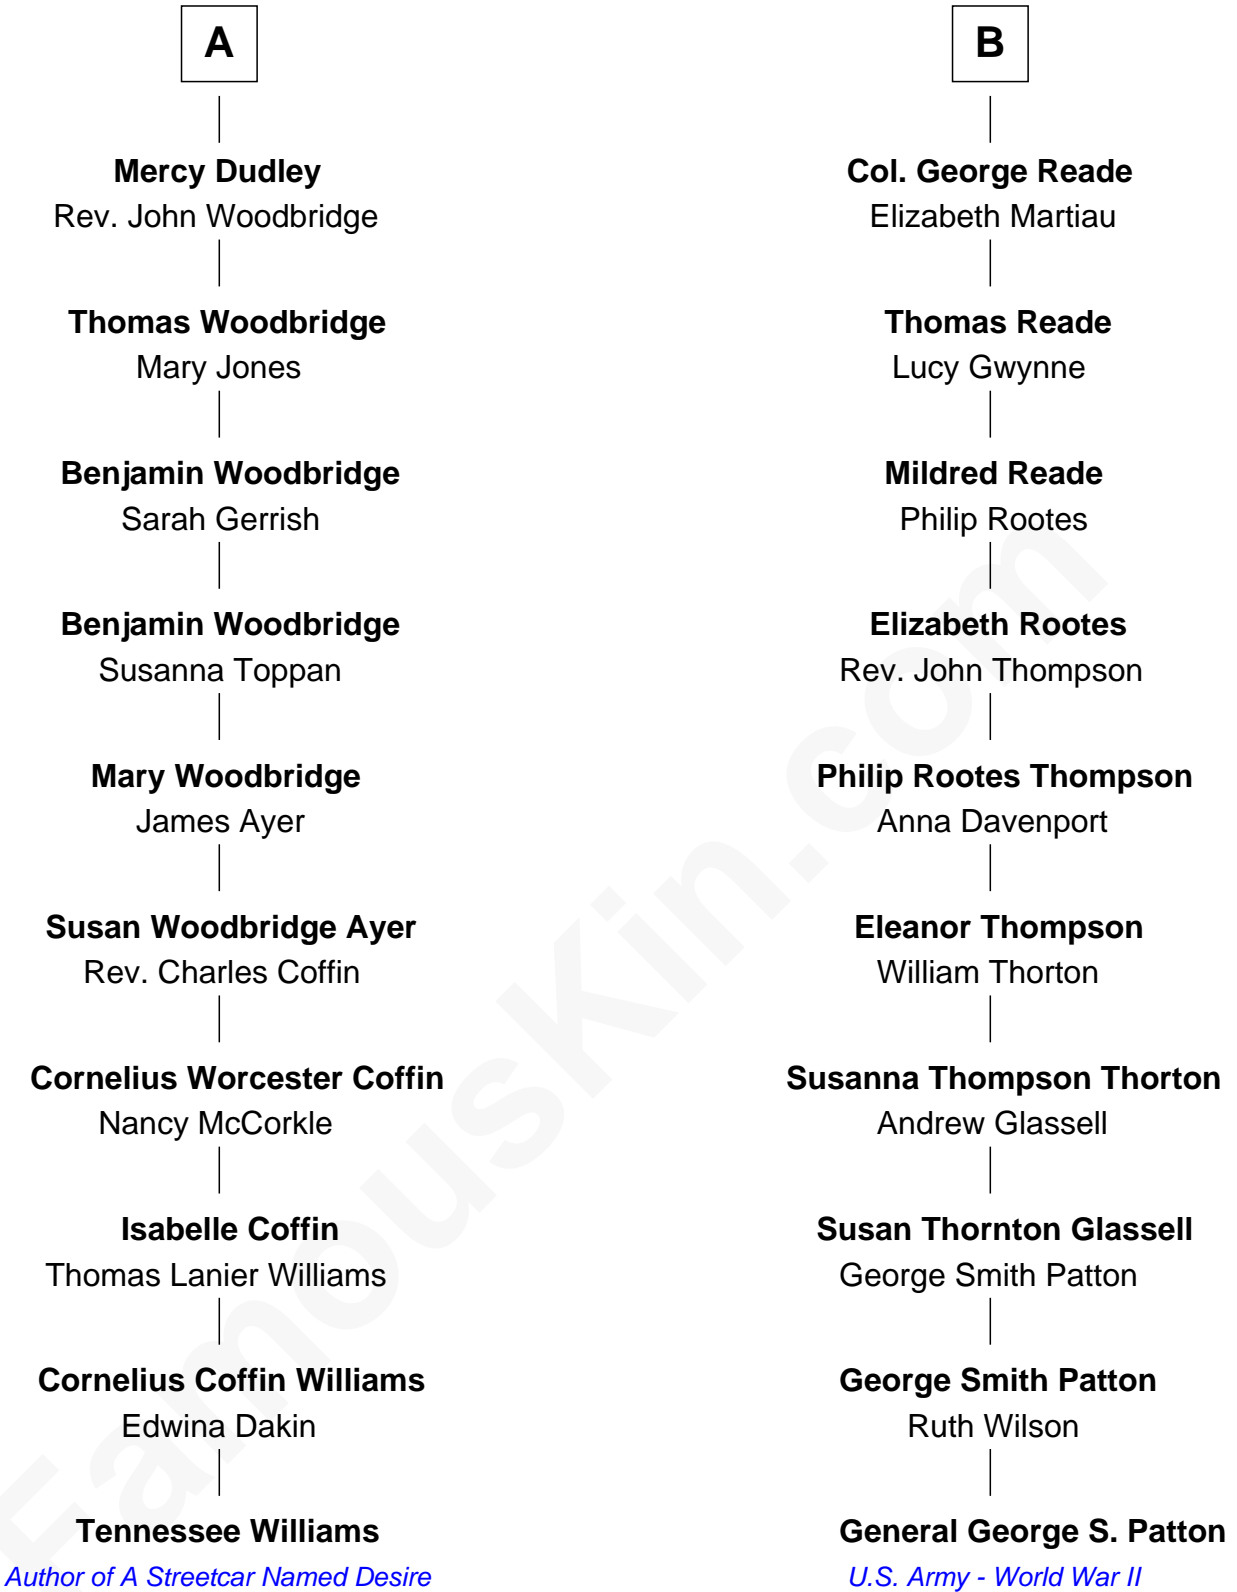 A
Mercy Dudley
Rev. John Woodbridge
Thomas Woodbridge
Mary Jones
Benjamin Woodbridge
Sarah Gerrish
Benjamin Woodbridge
Susanna Toppan
Mary Woodbridge
James Ayer
Susan Woodbridge Ayer
Rev. Charles Coffin
Cornelius Worcester Coffin
Nancy McCorkle
Isabelle Coffin
Thomas Lanier Williams
Cornelius Coffin Williams
Edwina Dakin
Tennessee Williams
Author of A Streetcar Named Desire
B
Col. George Reade
Elizabeth Martiau
Thomas Reade
Lucy Gwynne
Mildred Reade
Philip Rootes
Elizabeth Rootes
Rev. John Thompson
Philip Rootes Thompson
Anna Davenport
Eleanor Thompson
William Thorton
Susanna Thompson Thorton
Andrew Glassell
Susan Thornton Glassell
George Smith Patton
George Smith Patton
Ruth Wilson
General George S. Patton
U.S. Army - World War II
FamousKin.com